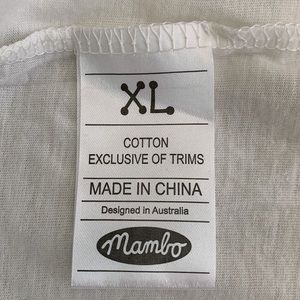 XL
COTTON
EXCLUSIVE OF TRIMS
MADE IN CHINA
Designed in Australia
mambo